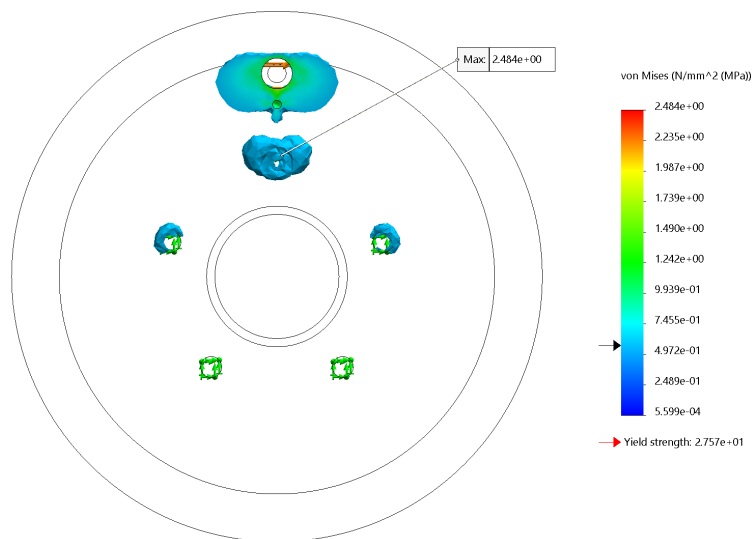 Max: 2.484e+00
von Mises (N/mm^2 (MPa))
2.484e+00
2.235e+00
1.987e+00
1.739e+00
1.490e+00
1.242e+00
9.939e-01
7.455e-01
4.972e-01
2.489e-01
5.599e-04
Yield strength: 2.757e+01